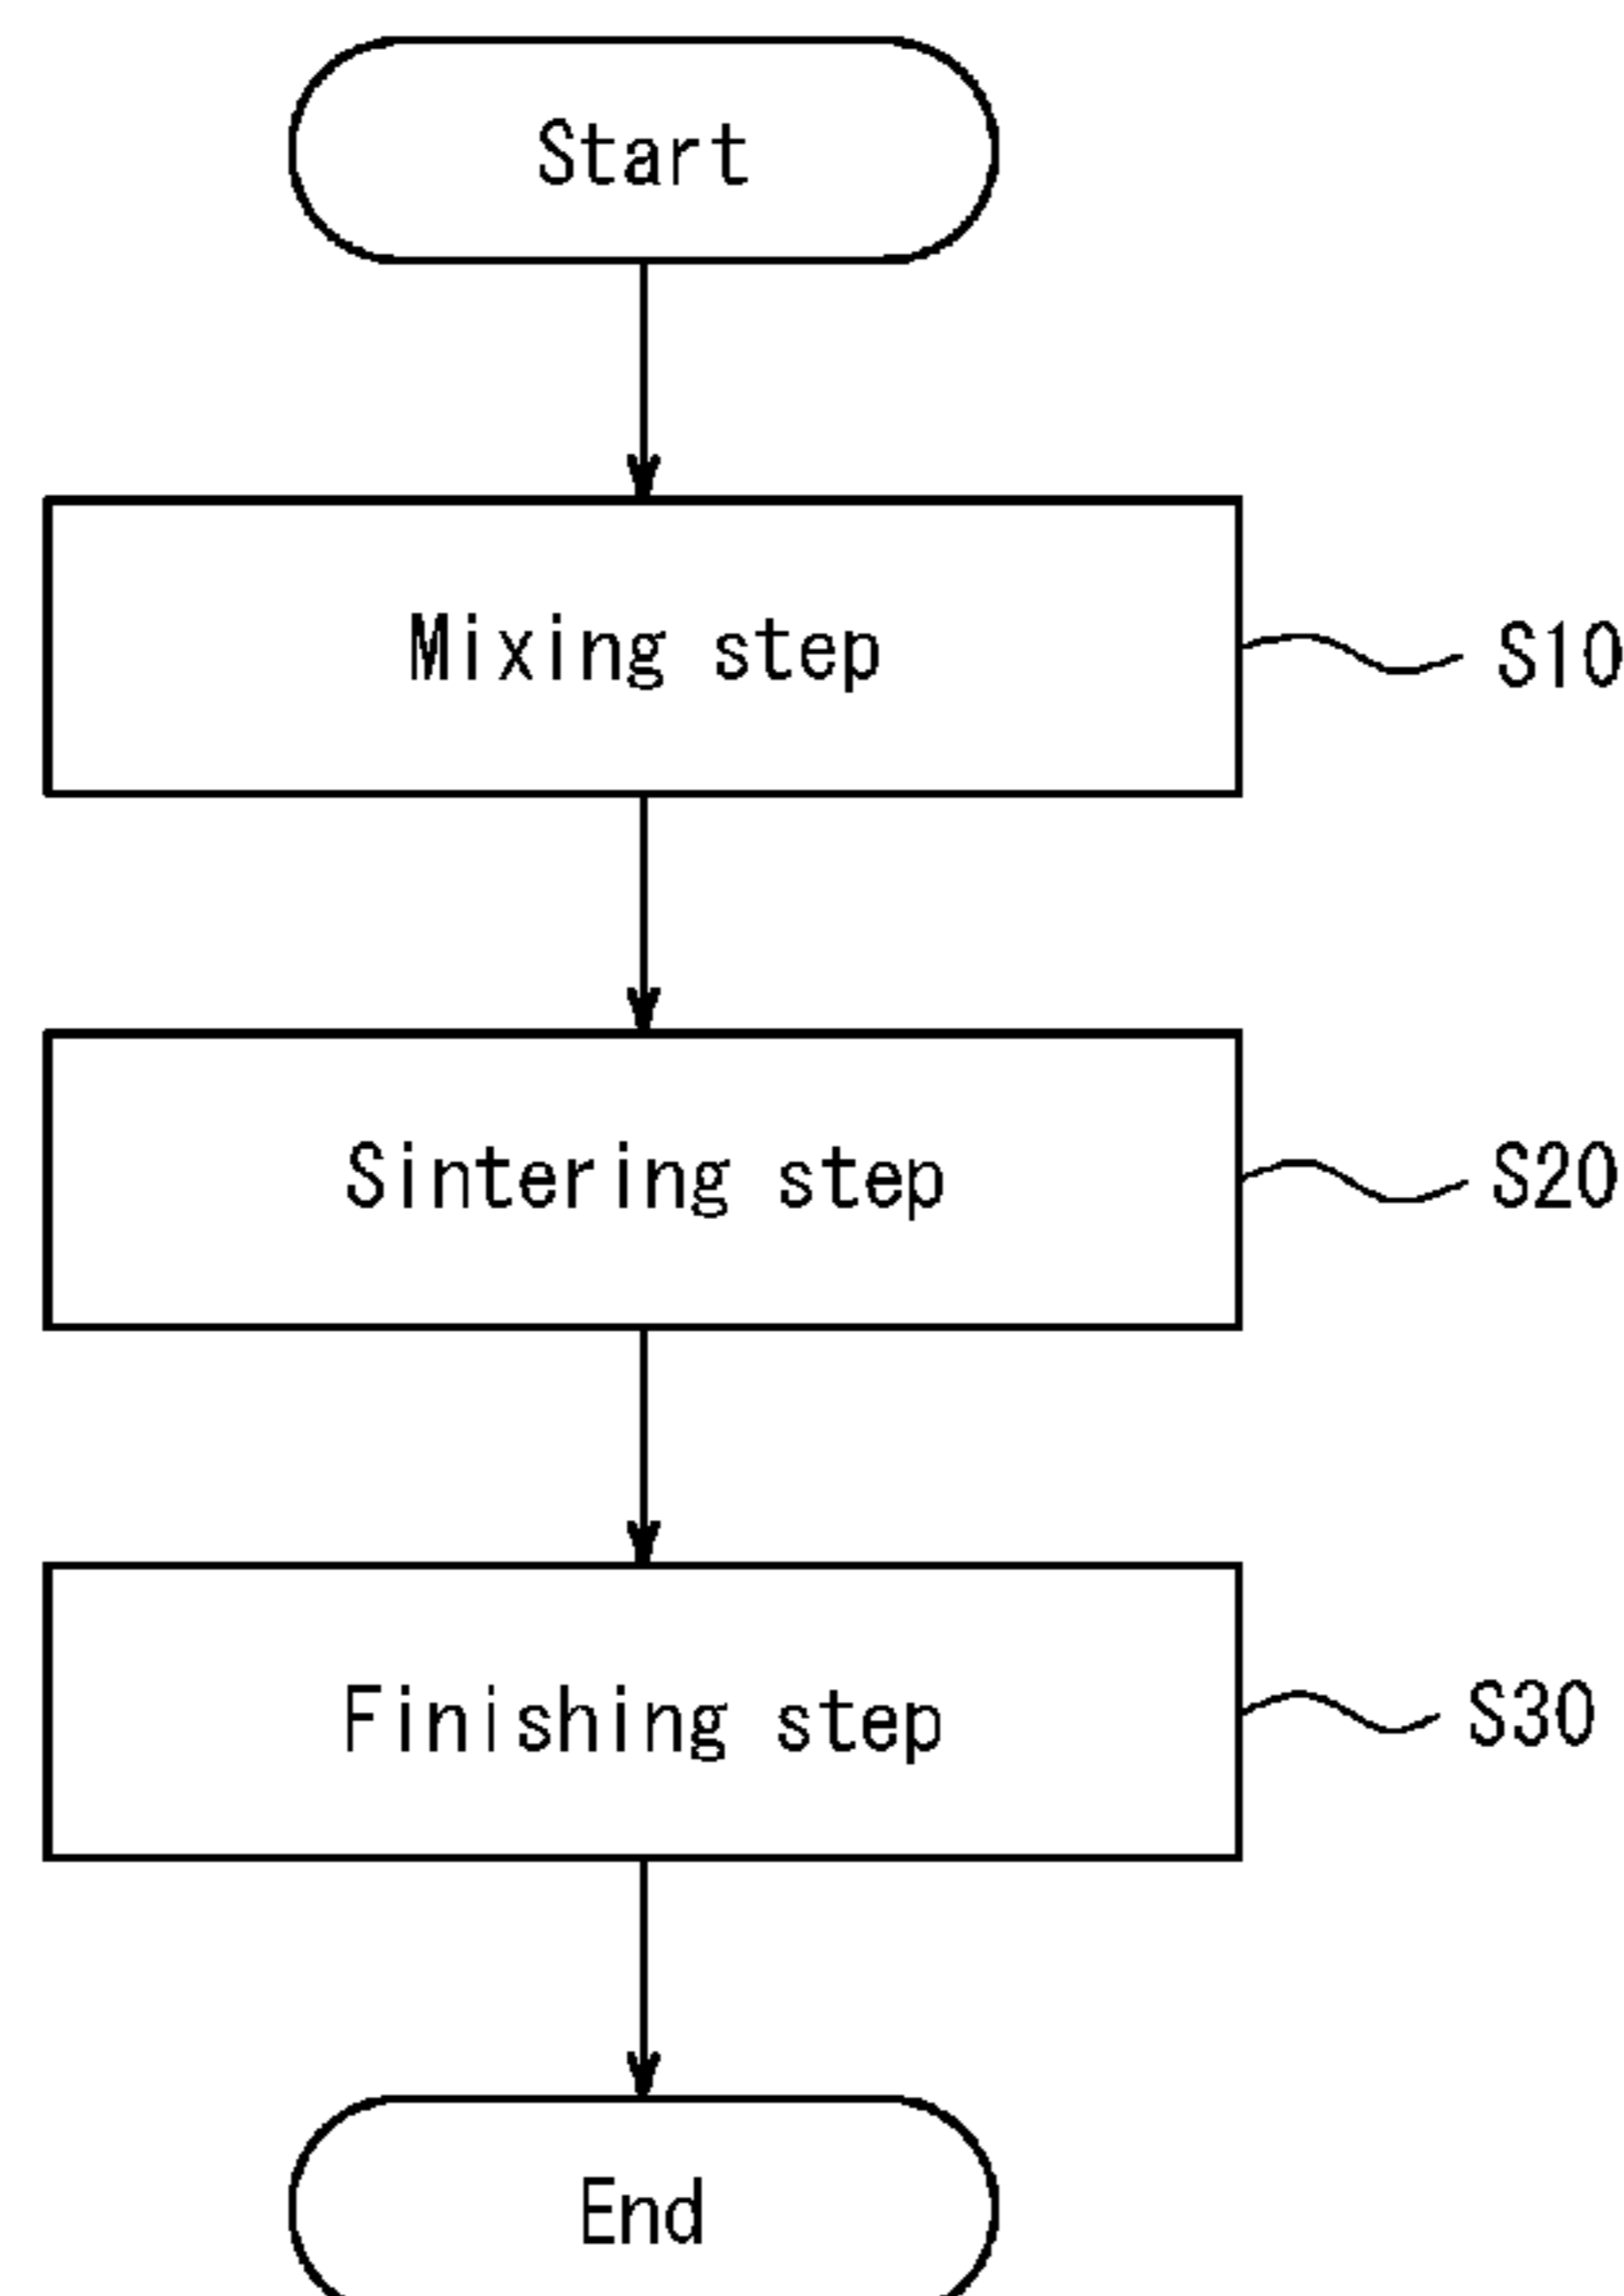 Start
Mixing step
S10
Sintering step
S20
Finishing step
S30
End